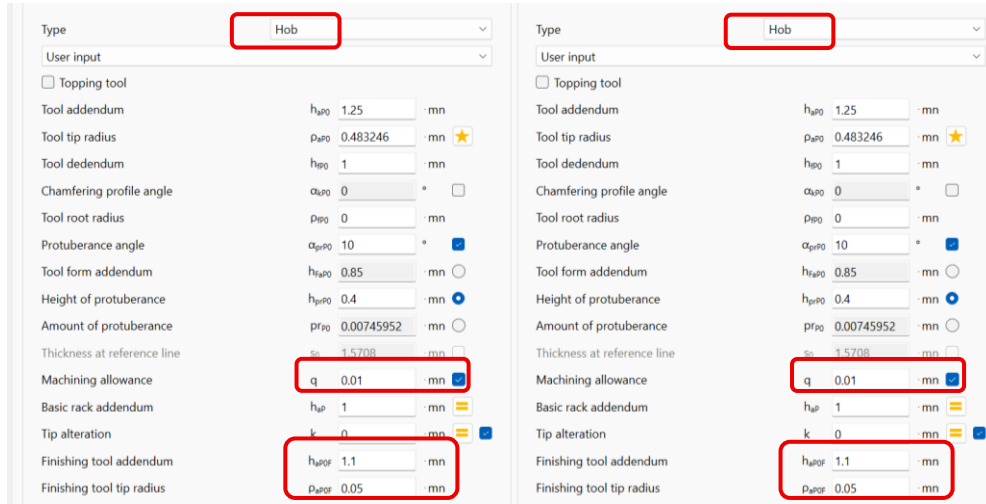 Type Hob
User input
Topping tool
Tool addendum haP0 1.25 ·mn
Tool tip radius ρaP0 0.483246 ·mn
Tool dedendum hfP0 1 ·mn
Chamfering profile angle αkP0 0 °
Tool root radius ρfP0 0 ·mn
Protuberance angle αprP0 10 °
Tool form addendum hFaP0 0.85 ·mn
Height of protuberance hprP0 0.4 ·mn
Amount of protuberance prP0 0.00745952 ·mn
Thickness at reference line s0 1.5708 ·mn
Machining allowance q 0.01 ·mn
Basic rack addendum haP 1 ·mn
Tip alteration k 0 ·mn
Finishing tool addendum haP0F 1.1 ·mn
Finishing tool tip radius ρaP0F 0.05 ·mn
Type Hob
User input
Topping tool
Tool addendum haP0 1.25 ·mn
Tool tip radius ρaP0 0.483246 ·mn
Tool dedendum hfP0 1 ·mn
Chamfering profile angle αkP0 0 °
Tool root radius ρfP0 0 ·mn
Protuberance angle αprP0 10 °
Tool form addendum hFaP0 0.85 ·mn
Height of protuberance hprP0 0.4 ·mn
Amount of protuberance prP0 0.00745952 ·mn
Thickness at reference line s0 1.5708 ·mn
Machining allowance q 0.01 ·mn
Basic rack addendum haP 1 ·mn
Tip alteration k 0 ·mn
Finishing tool addendum haP0F 1.1 ·mn
Finishing tool tip radius ρaP0F 0.05 ·mn